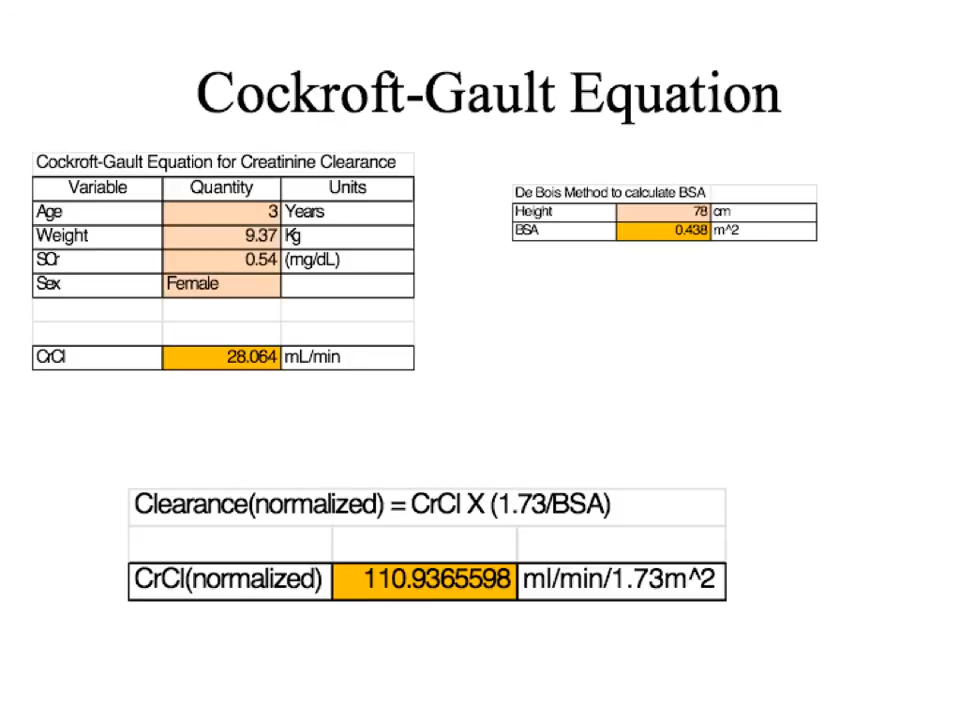 Cockroft-Gault Equation
Cockroft-Gault Equation for Creatinine Clearance
Variable Quantity Units
Age 3 Years
Weight 9.37 Kg
SCr 0.54 (mg/dL)
Sex Female
CrCl 28.064 mL/min
De Bois Method to calculate BSA
Height 78 cm
BSA 0.438 m^2
Clearance(normalized) = CrCl X (1.73/BSA)
CrCl(normalized) 110.9365598 ml/min/1.73m^2